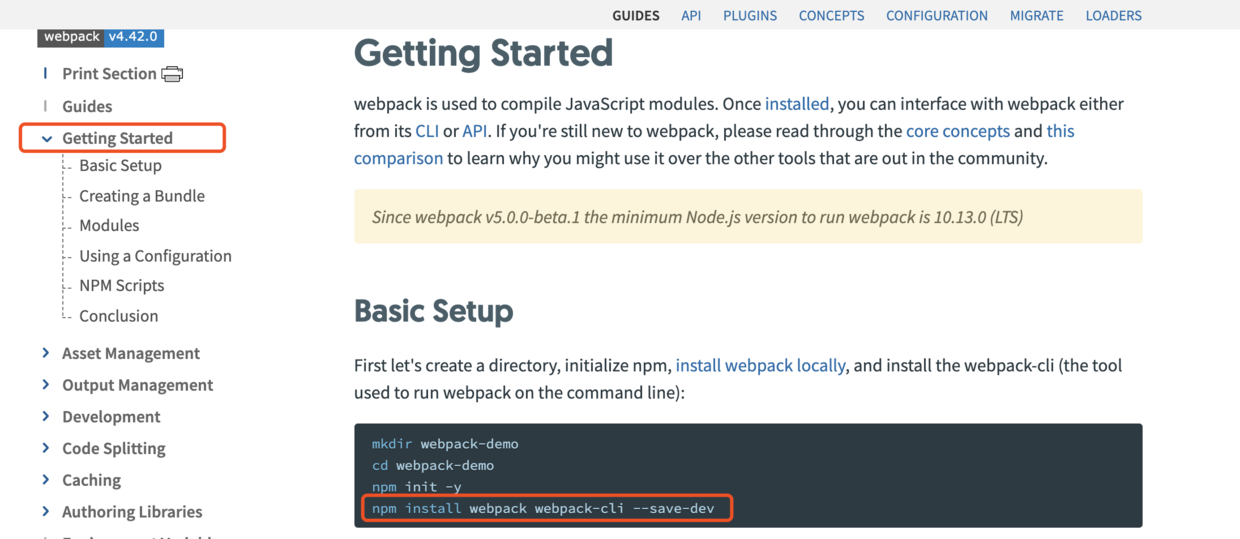 GUIDES API PLUGINS CONCEPTS CONFIGURATION MIGRATE LOADERS
webpack v4.42.0
Print Section
Guides
Getting Started
Basic Setup
Creating a Bundle
Modules
Using a Configuration
NPM Scripts
Conclusion
Asset Management
Output Management
Development
Code Splitting
Caching
Authoring Libraries
Getting Started
webpack is used to compile JavaScript modules. Once installed, you can interface with webpack either
from its CLI or API. If you're still new to webpack, please read through the core concepts and this
comparison to learn why you might use it over the other tools that are out in the community.
Since webpack v5.0.0-beta.1 the minimum Node.js version to run webpack is 10.13.0 (LTS)
Basic Setup
First let's create a directory, initialize npm, install webpack locally, and install the webpack-cli (the tool
used to run webpack on the command line):
mkdir webpack-demo
cd webpack-demo
npm init -y
npm install webpack webpack-cli --save-dev